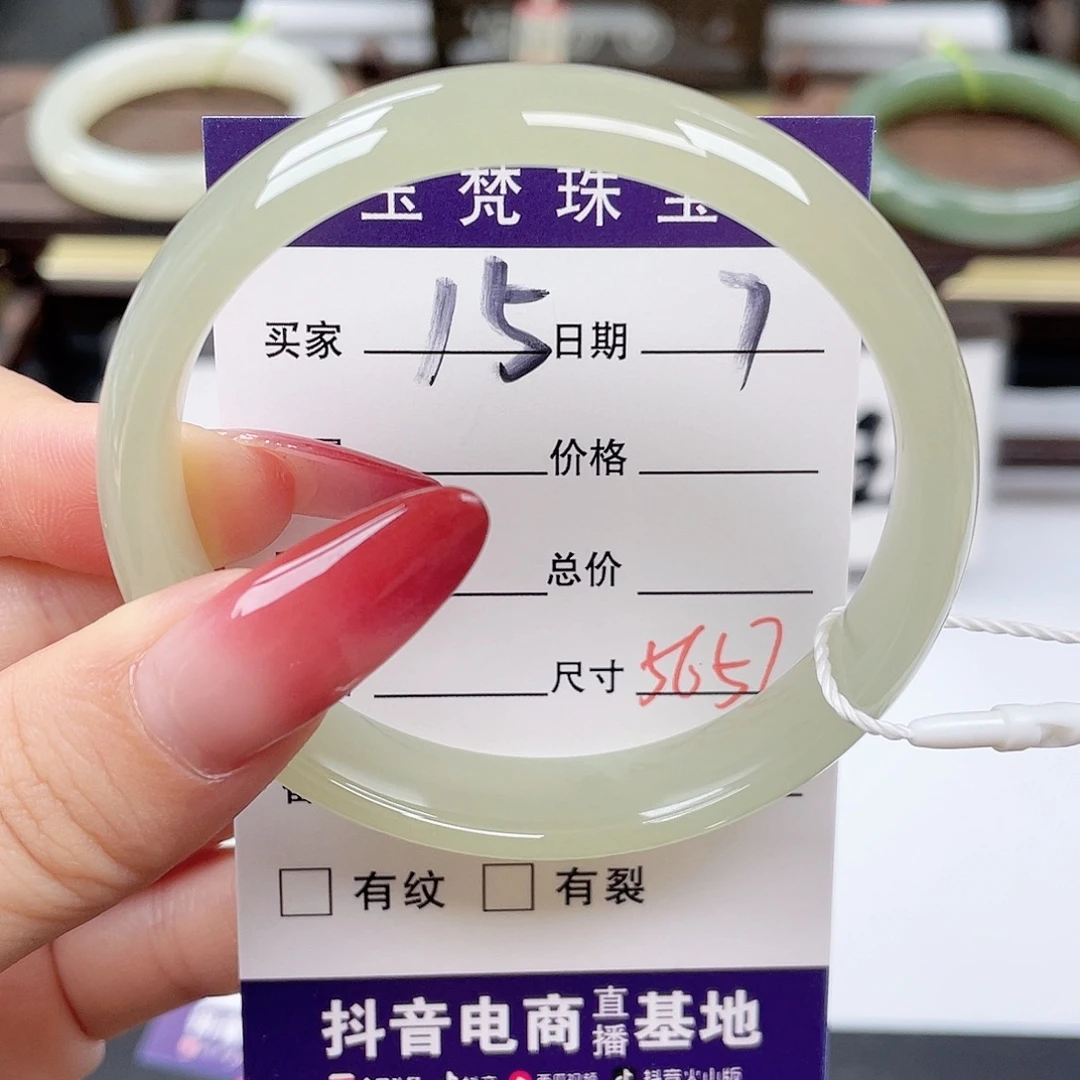 梵珠宝
买家 15 日期 7
价格
总价
尺寸 5657
有纹 有裂
抖音电商直播基地